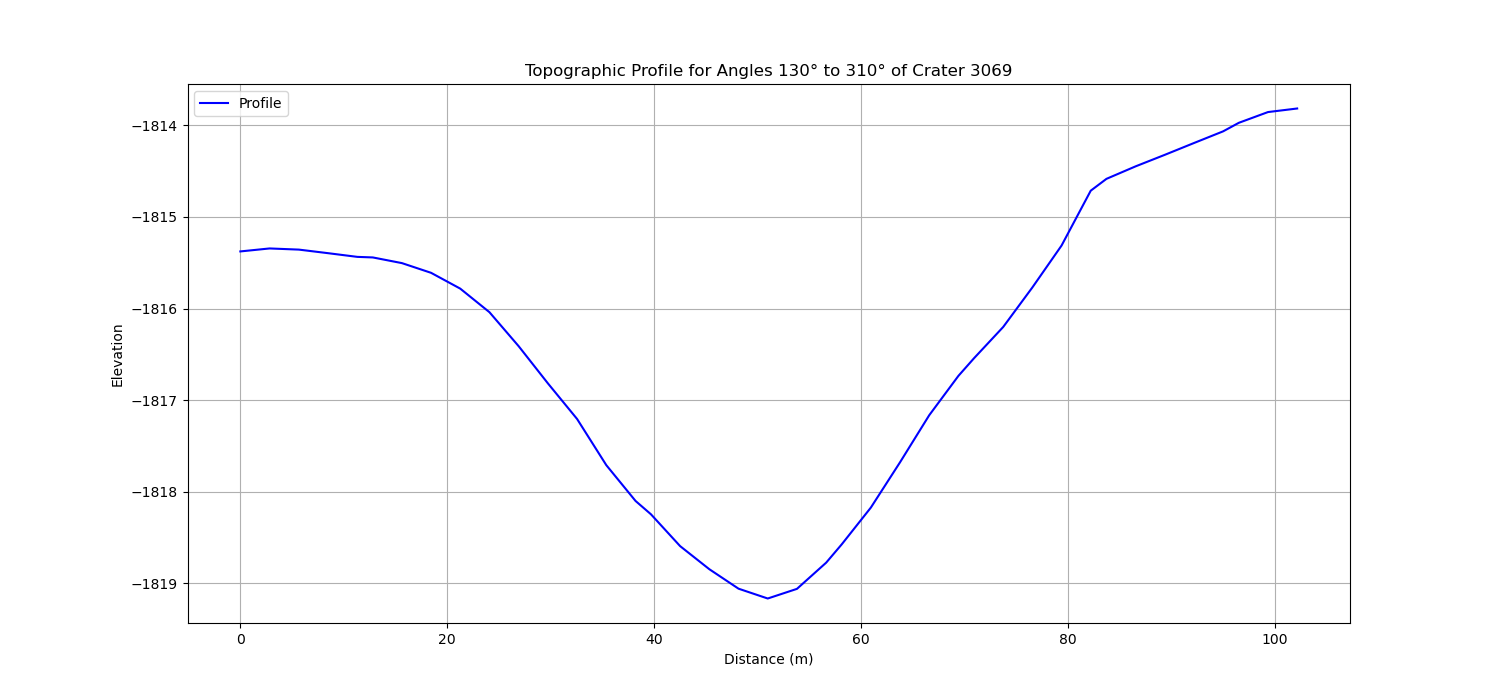 Topographic Profile for Angles 130° to 310° of Crater 3069
Profile
−1814
−1815
−1816
−1817
−1818
−1819
Elevation
0 20 40 60 80 100
Distance (m)